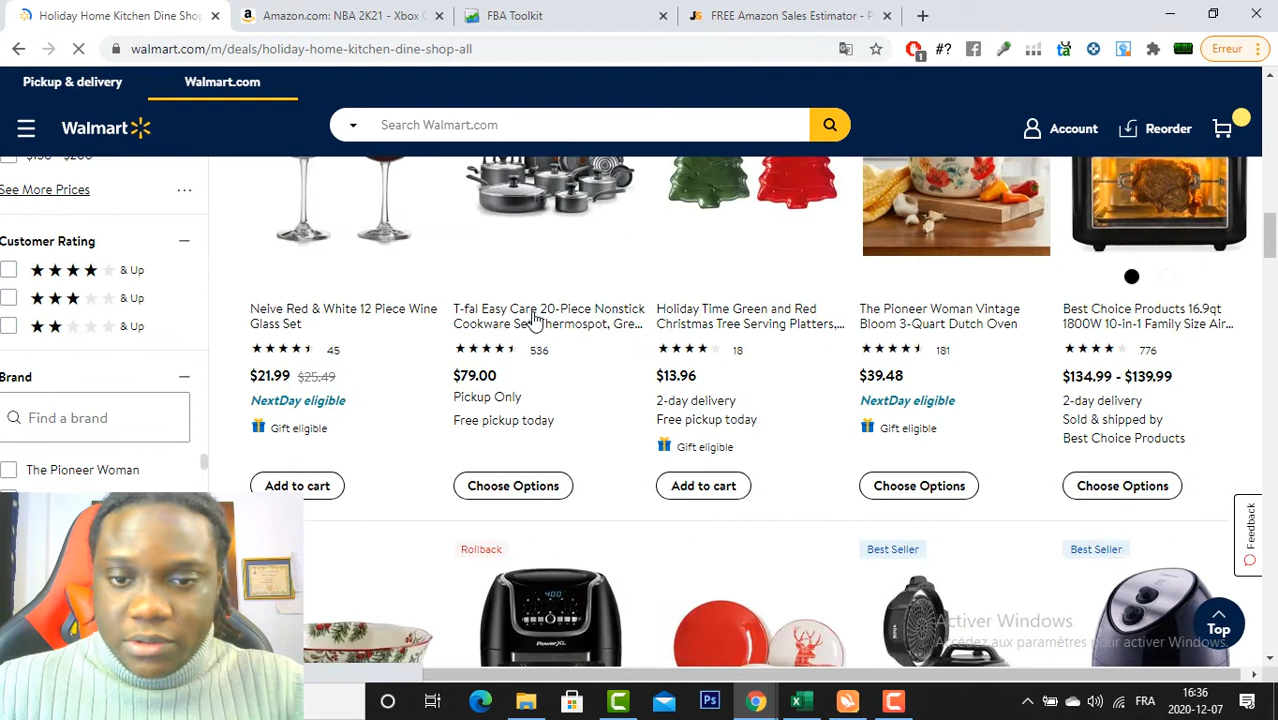 Holiday Home Kitchen Dine Shop
Amazon.com: NBA 2K21 - Xbox
FBA Toolkit
JS
FREE Amazon Sales Estimator - P
walmart.com/m/deals/holiday-home-kitchen-dine-shop-all
1
#?
Erreur
Pickup & delivery
Walmart.com
Walmart
Search Walmart.com
Account
Reorder
See More Prices
Customer Rating
& Up
& Up
& Up
Brand
Find a brand
The Pioneer Woman
Neive Red & White 12 Piece Wine
Glass Set
45
$21.99 $25.49
NextDay eligible
Gift eligible
Add to cart
T-fal Easy Care 20-Piece Nonstick
Cookware Set, Thermospot, Gre...
536
$79.00
Pickup Only
Free pickup today
Choose Options
Holiday Time Green and Red
Christmas Tree Serving Platters,...
18
$13.96
2-day delivery
Free pickup today
Gift eligible
Add to cart
The Pioneer Woman Vintage
Bloom 3-Quart Dutch Oven
181
$39.48
NextDay eligible
Gift eligible
Choose Options
Best Choice Products 16.9qt
1800W 10-in-1 Family Size Air...
776
$134.99 - $139.99
2-day delivery
Sold & shipped by
Best Choice Products
Choose Options
Feedback
Rollback
400
PowerXL
Best Seller
Best Seller
Top
Activer Windows
Accédez aux paramètres pour activer Windows.
Ps
FRA
16:36
2020-12-07